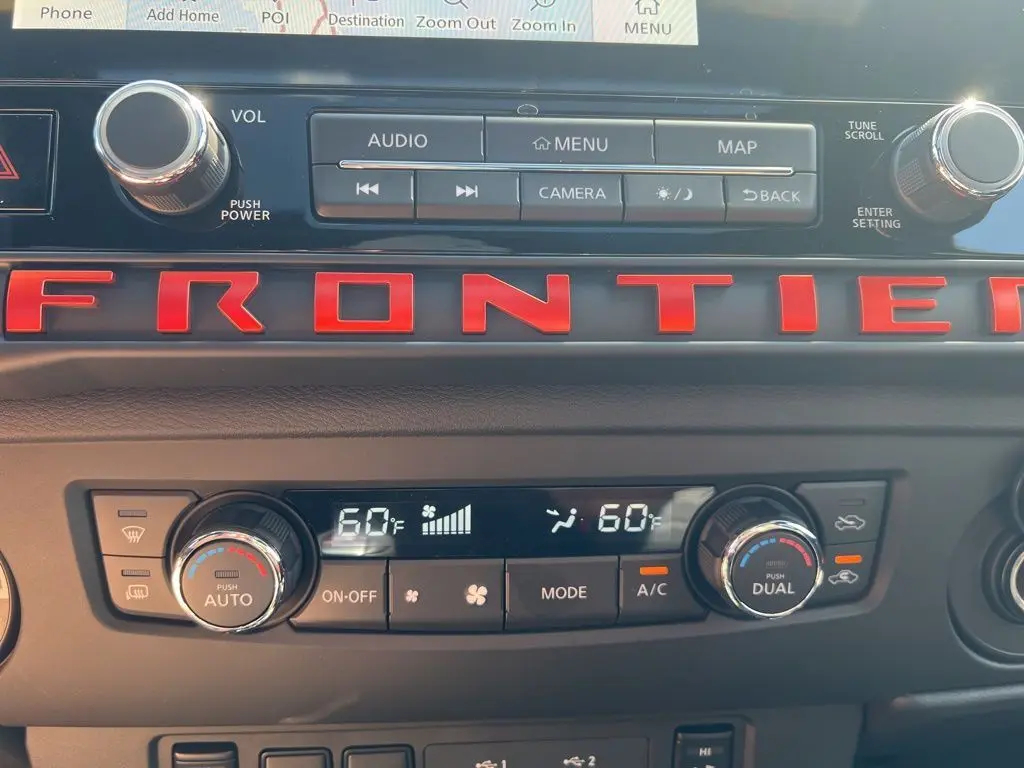 Phone Add Home POI Destination Zoom Out Zoom In MENU
VOL
PUSH
POWER
AUDIO MENU MAP
CAMERA BACK
TUNE
SCROLL
ENTER
SETTING
FRONTIER
60°F 60°F
PUSH
AUTO
ON·OFF MODE A/C
PUSH
DUAL
1 2
HI